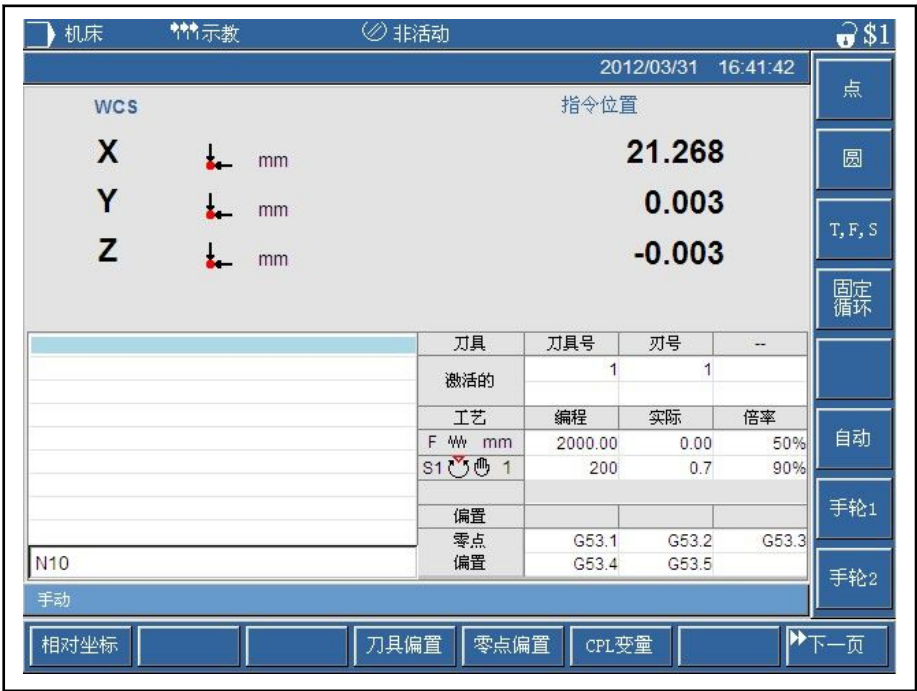 机床 示教 非活动 $1
2012/03/31 16:41:42
WCS 指令位置
X mm 21.268
Y mm 0.003
Z mm -0.003
点
圆
T, F, S
固定
循环
自动
手轮1
手轮2
刀具 刀具号 刃号 --
激活的 1 1
工艺 编程 实际 倍率
F mm 2000.00 0.00 50%
S1 1 200 0.7 90%
偏置
零点 G53.1 G53.2 G53.3
偏置 G53.4 G53.5
N10
手动
相对坐标 刀具偏置 零点偏置 CPL变量 下一页